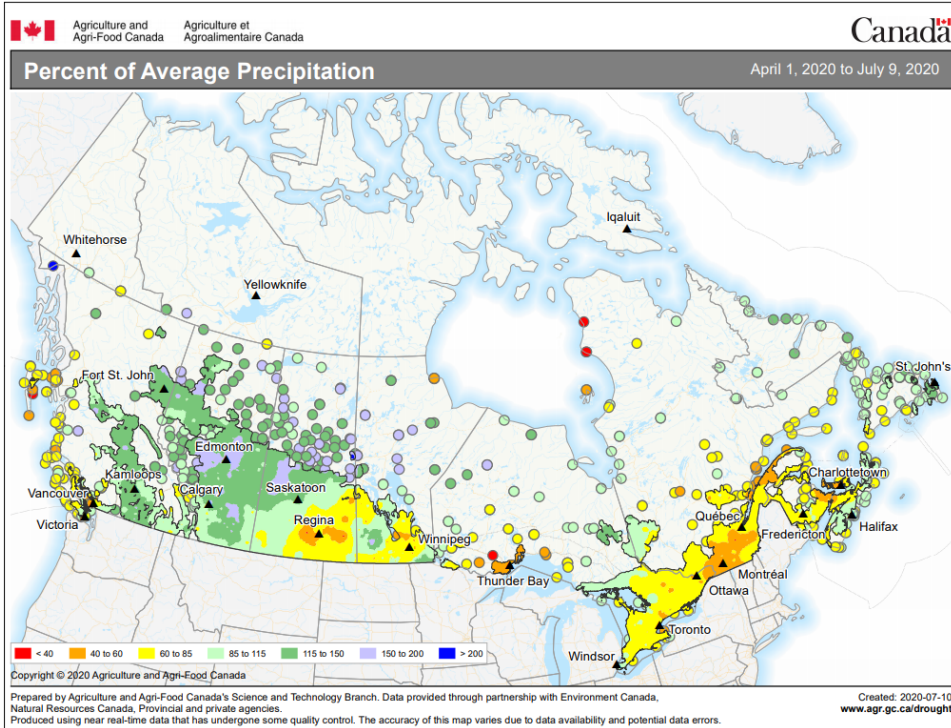 Agriculture and Agriculture et
Agri-Food Canada Agroalimentaire Canada
Canada
Percent of Average Precipitation
April 1, 2020 to July 9, 2020
Iqaluit
Whitehorse
Yellowknife
Fort St. John
St. John's
Edmonton
Kamloops
Charlottetown
Vancouver
Calgary
Saskatoon
Victoria
Regina
Québec
Winnipeg
Fredericton
Halifax
Thunder Bay
Montréal
Ottawa
Toronto
Windsor
< 40 40 to 60 60 to 85 85 to 115 115 to 150 150 to 200 > 200
Copyright © 2020 Agriculture and Agri-Food Canada
Prepared by Agriculture and Agri-Food Canada's Science and Technology Branch. Data provided through partnership with Environment Canada,
Natural Resources Canada, Provincial and private agencies.
Produced using near real-time data that has undergone some quality control. The accuracy of this map varies due to data availability and potential data errors.
Created: 2020-07-10
www.agr.gc.ca/drought